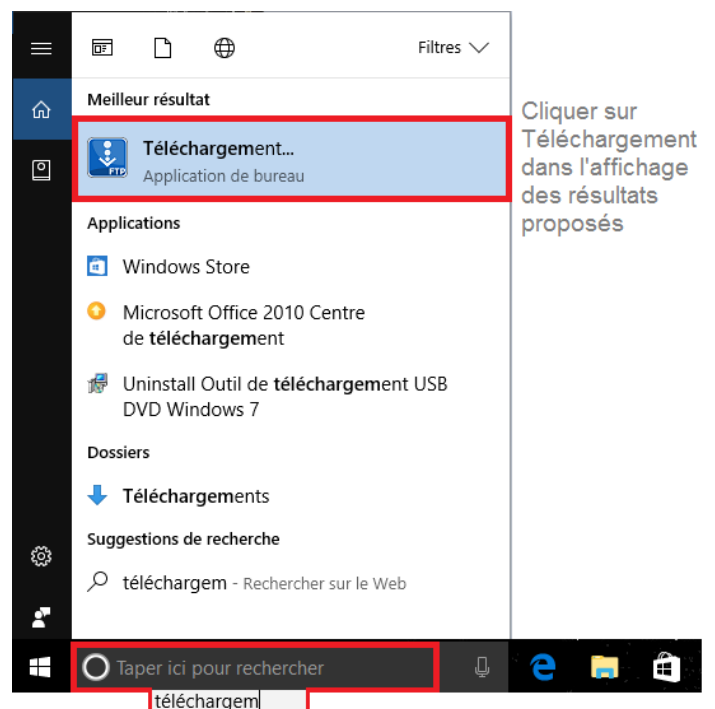 Filtres
Meilleur résultat
Téléchargement...
FTP
Application de bureau
Cliquer sur
Téléchargement
dans l'affichage
des résultats
proposés
Applications
Windows Store
Microsoft Office 2010 Centre
de téléchargement
Uninstall Outil de téléchargement USB
DVD Windows 7
Dossiers
Téléchargements
Suggestions de recherche
téléchargem - Rechercher sur le Web
Taper ici pour rechercher
téléchargem